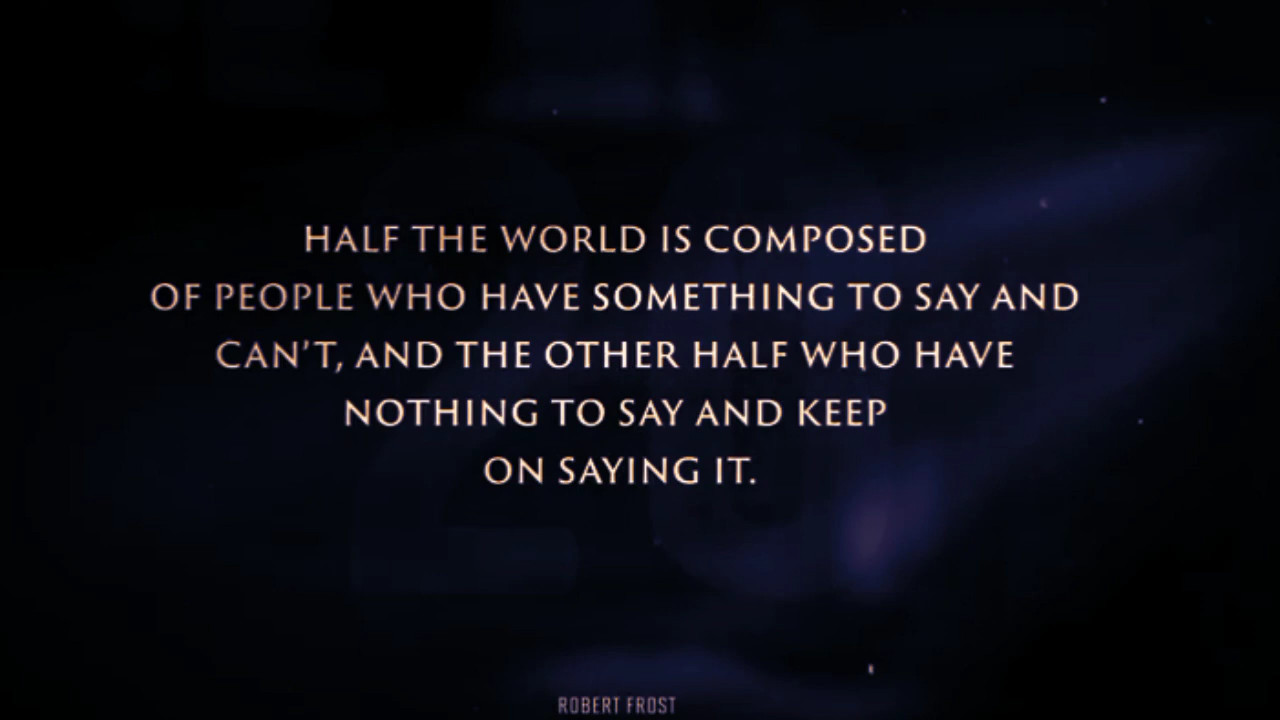 HALF THE WORLD IS COMPOSED
OF PEOPLE WHO HAVE SOMETHING TO SAY AND
CAN'T, AND THE OTHER HALF WHO HAVE
NOTHING TO SAY AND KEEP
ON SAYING IT.
ROBERT FROST